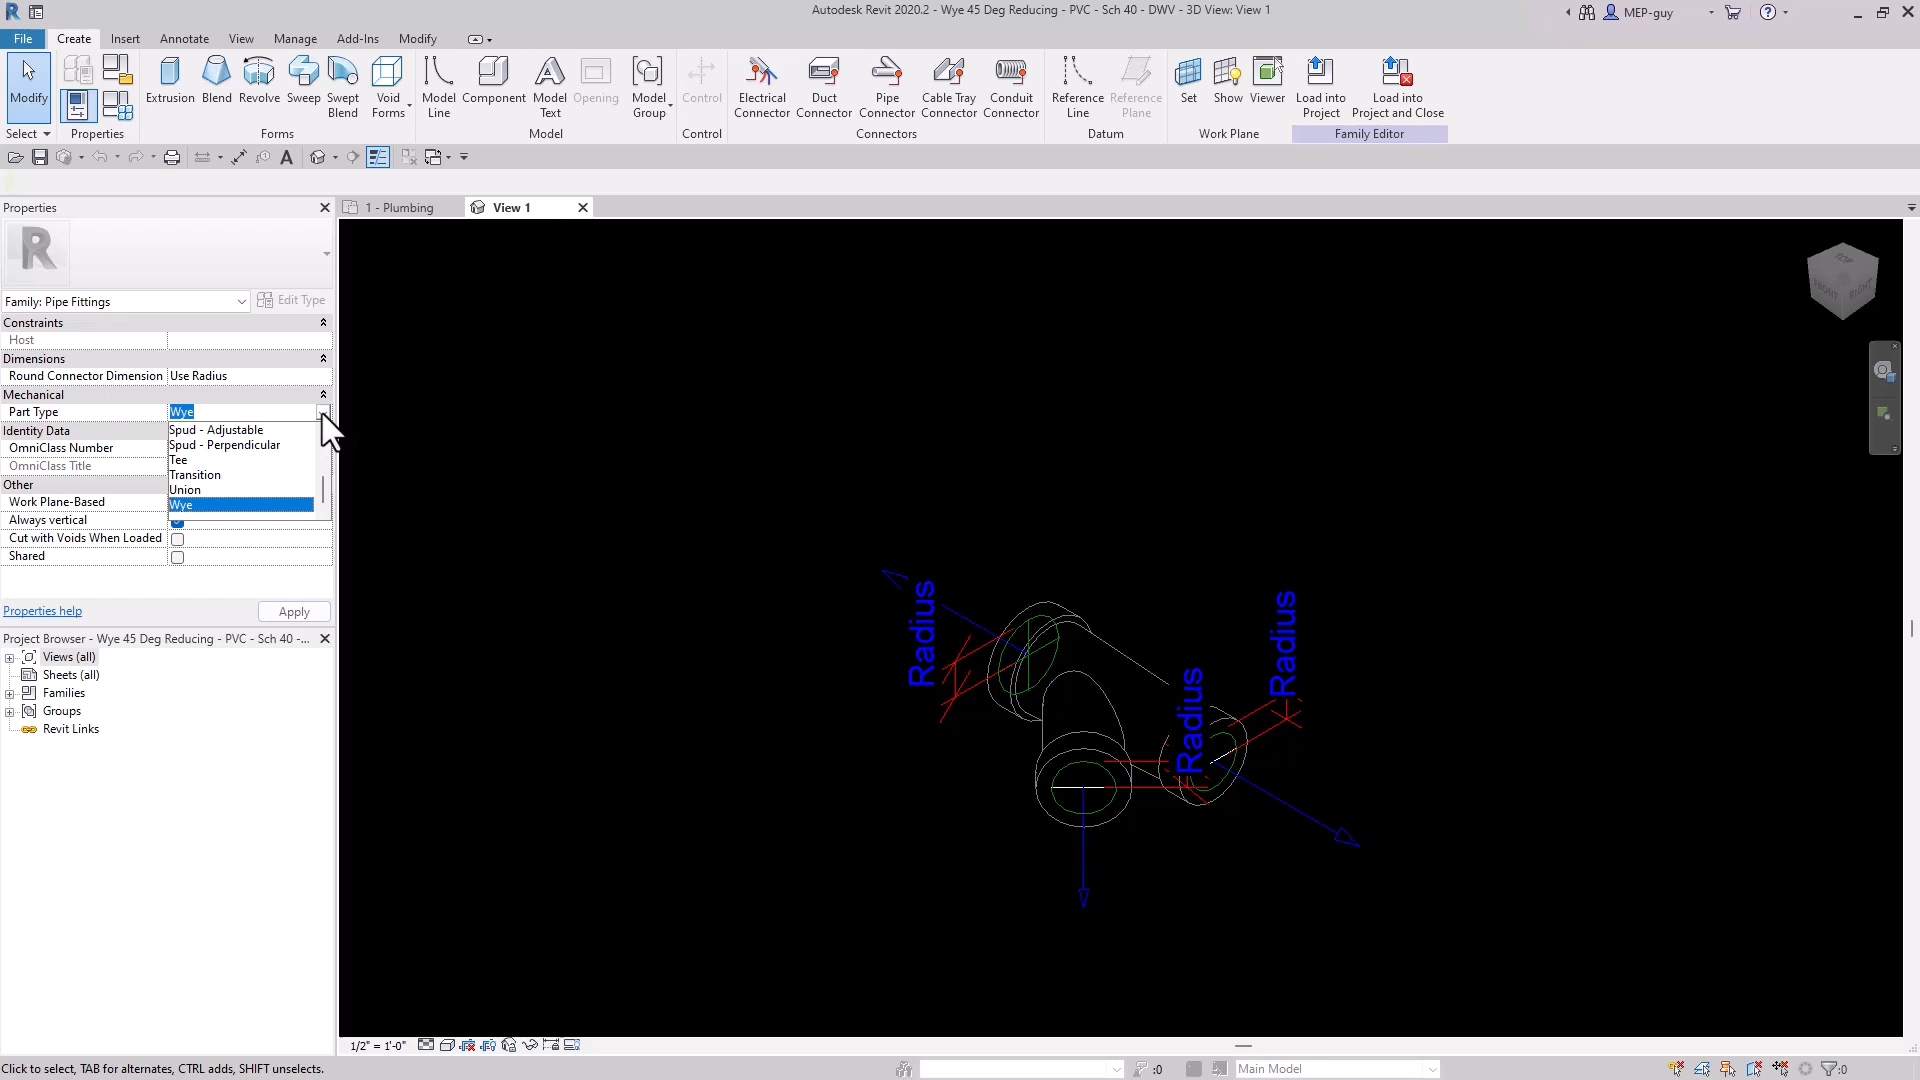 Autodesk Revit 2020.2 - Wye 45 Deg Reducing - PVC - Sch 40 - DWV - 3D View: View 1
MEP-guy
File Create Insert Annotate View Manage Add-Ins Modify
Modify
Extrusion Blend Revolve Sweep Swept Blend Void Forms
Model Line Component Model Text Opening Model Group
Control
Electrical Connector Duct Connector Pipe Connector Cable Tray Connector Conduit Connector
Reference Line Reference Plane
Set Show Viewer
Load into Project Load into Project and Close
Select Properties Forms Model Control Connectors Datum Work Plane Family Editor
Properties
1 - Plumbing
View 1
R
Family: Pipe Fittings
Edit Type
Constraints
Host
Dimensions
Round Connector Dimension Use Radius
Mechanical
Part Type Wye
Identity Data
OmniClass Number
OmniClass Title
Other
Work Plane-Based
Always vertical
Cut with Voids When Loaded
Shared
Spud - Adjustable
Spud - Perpendicular
Tee
Transition
Union
Wye
Properties help
Apply
Project Browser - Wye 45 Deg Reducing - PVC - Sch 40 -...
Views (all)
Sheets (all)
Families
Groups
Revit Links
TOP
FRONT
RIGHT
Radius
Radius
Radius
1/2" = 1'-0"
Click to select, TAB for alternates, CTRL adds, SHIFT unselects.
:0
Main Model
:0